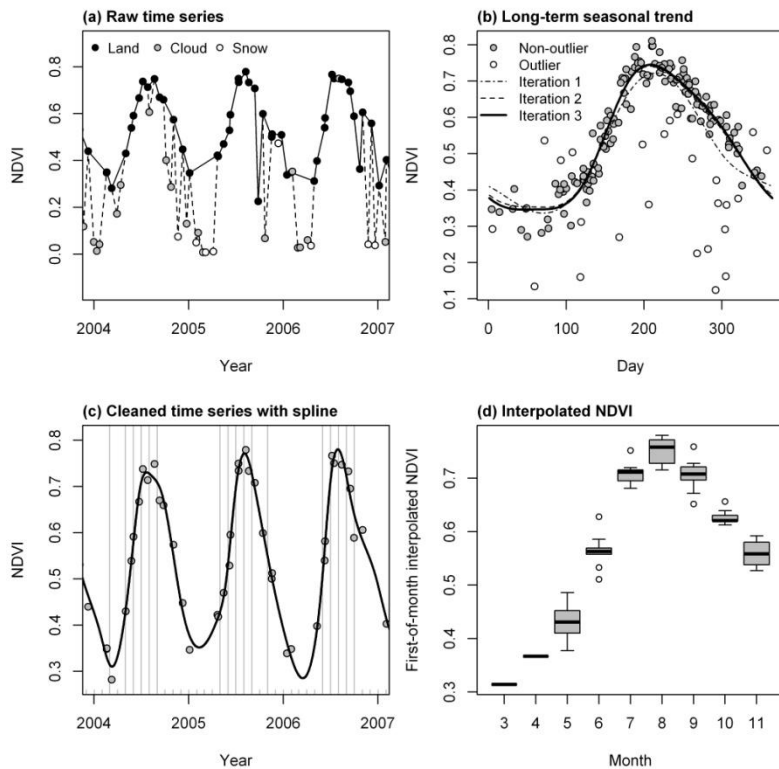 (a) Raw time series
Land Cloud Snow
NDVI
0.8
0.6
0.4
0.2
0.0
2004 2005 2006 2007
Year
(b) Long-term seasonal trend
Non-outlier
Outlier
Iteration 1
Iteration 2
Iteration 3
NDVI
0.8
0.7
0.6
0.5
0.4
0.3
0.2
0.1
0 100 200 300
Day
(c) Cleaned time series with spline
NDVI
0.8
0.7
0.6
0.5
0.4
0.3
2004 2005 2006 2007
Year
(d) Interpolated NDVI
First-of-month interpolated NDVI
0.7
0.6
0.5
0.4
0.3
3 4 5 6 7 8 9 10 11
Month